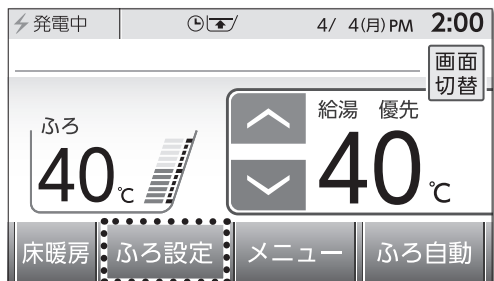 発電中 4/ 4(月) PM 2:00
画面
切替
ふろ
40℃
給湯 優先
40℃
床暖房 ふろ設定 メニュー ふろ自動